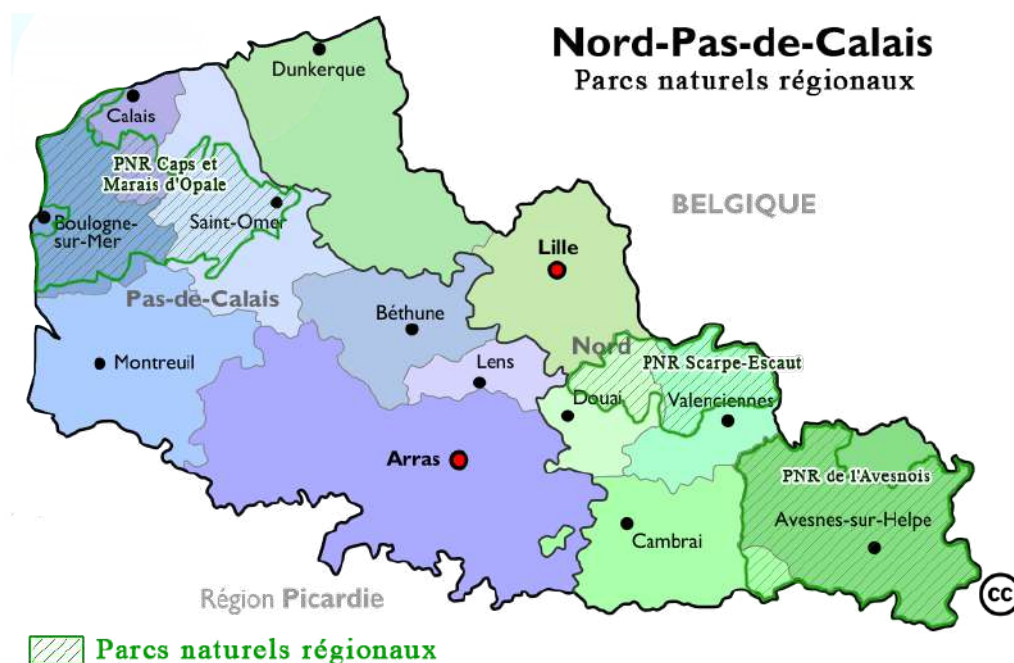 Nord-Pas-de-Calais
Parcs naturels régionaux
Dunkerque
Calais
PNR Caps et
Marais d'Opale
BELGIQUE
Boulogne-
sur-Mer
Saint-Omer
Lille
Pas-de-Calais
Béthune
Nord
Montreuil
Lens
PNR Scarpe-Escaut
Douai
Valenciennes
Arras
PNR de l'Avesnois
Avesnes-sur-Helpe
Cambrai
Région Picardie
cc
Parcs naturels régionaux